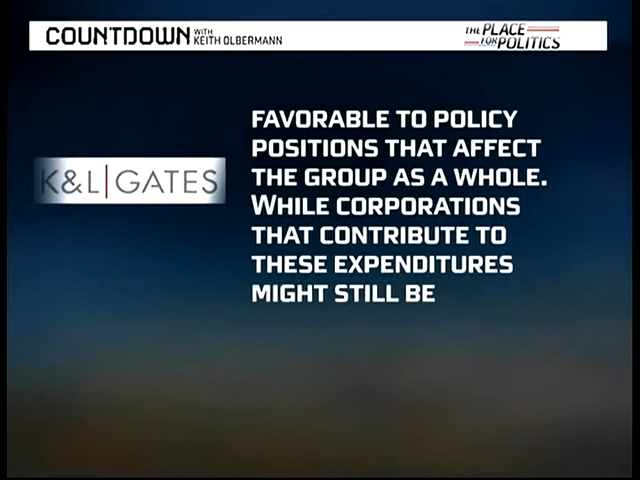 COUNTDOWN WITH KEITH OLBERMANN
THE PLACE FOR POLITICS
K&L|GATES
FAVORABLE TO POLICY
POSITIONS THAT AFFECT
THE GROUP AS A WHOLE.
WHILE CORPORATIONS
THAT CONTRIBUTE TO
THESE EXPENDITURES
MIGHT STILL BE